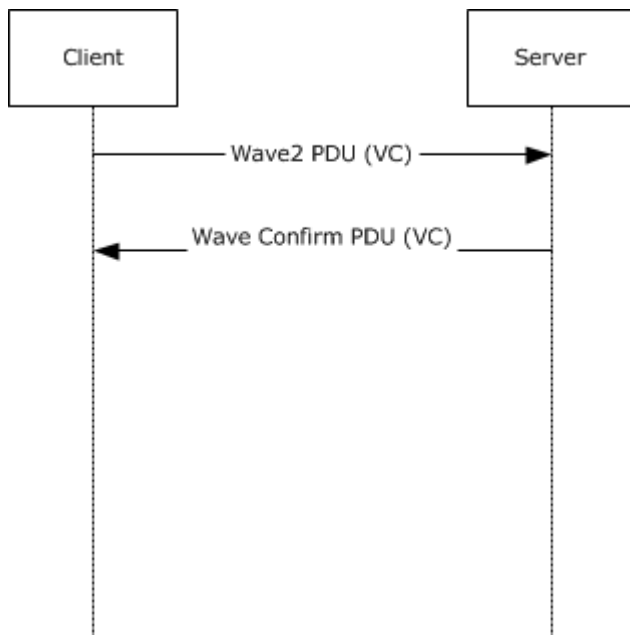 Client
Server
Wave2 PDU (VC)
Wave Confirm PDU (VC)